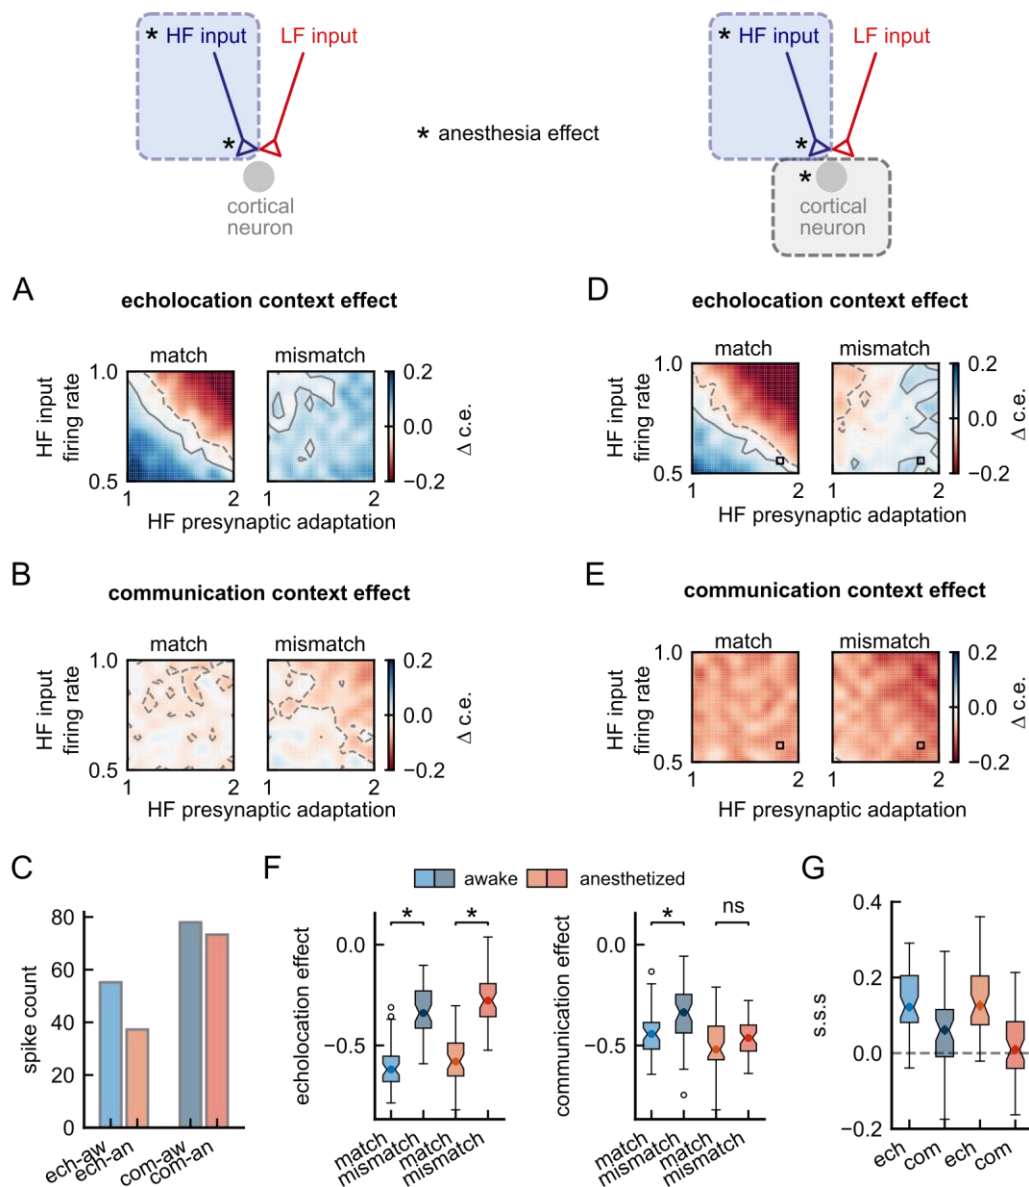 * HF input
LF input
*
cortical
neuron
* anesthesia effect
* HF input
LF input
*
*
cortical
neuron
A
echolocation context effect
match
mismatch
1.0
HF input
firing rate
0.5
1
2
HF presynaptic adaptation
0.2
0.0
−0.2
Δ c.e.
D
echolocation context effect
match
mismatch
1.0
HF input
firing rate
0.5
1
2
HF presynaptic adaptation
0.2
0.0
−0.2
Δ c.e.
B
communication context effect
match
mismatch
1.0
HF input
firing rate
0.5
1
2
HF presynaptic adaptation
0.2
0.0
−0.2
Δ c.e.
E
communication context effect
match
mismatch
1.0
HF input
firing rate
0.5
1
2
HF presynaptic adaptation
0.2
0.0
−0.2
Δ c.e.
C
80
60
40
20
0
spike count
ech-aw
ech-an
com-aw
com-an
F
awake
anesthetized
echolocation effect
0.0
−0.5
*
*
match
mismatch
match
mismatch
communication effect
0.0
−0.5
*
ns
match
mismatch
match
mismatch
G
s.s.s
0.4
0.2
0.0
−0.2
ech
com
ech
com